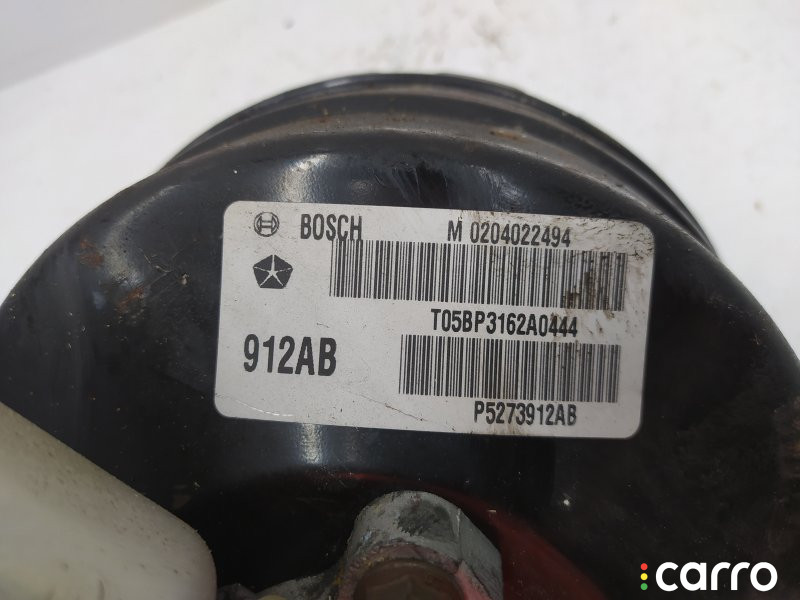 BOSCH M 0204022494
T05BP3162A0444
912AB
P5273912AB
carro